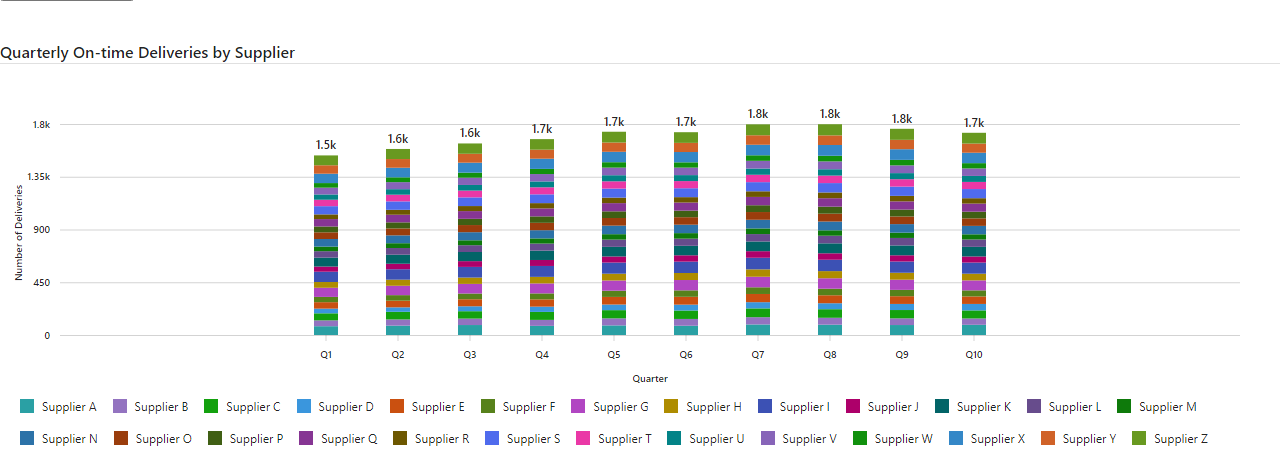 Quarterly On-time Deliveries by Supplier
1.5k 1.6k 1.6k 1.7k 1.7k 1.7k 1.8k 1.8k 1.8k 1.7k
1.8k
1.35k
900
450
0
Number of Deliveries
Q1 Q2 Q3 Q4 Q5 Q6 Q7 Q8 Q9 Q10
Quarter
Supplier A Supplier B Supplier C Supplier D Supplier E Supplier F Supplier G Supplier H Supplier I Supplier J Supplier K Supplier L Supplier M
Supplier N Supplier O Supplier P Supplier Q Supplier R Supplier S Supplier T Supplier U Supplier V Supplier W Supplier X Supplier Y Supplier Z